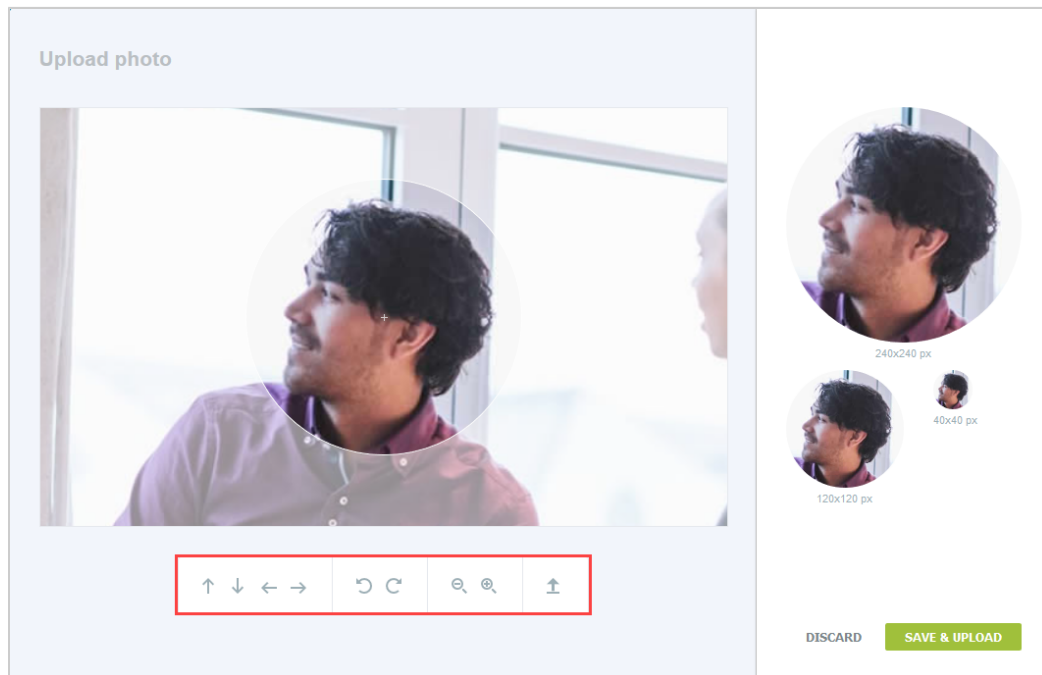 Upload photo
240x240 px
40x40 px
120x120 px
DISCARD
SAVE & UPLOAD